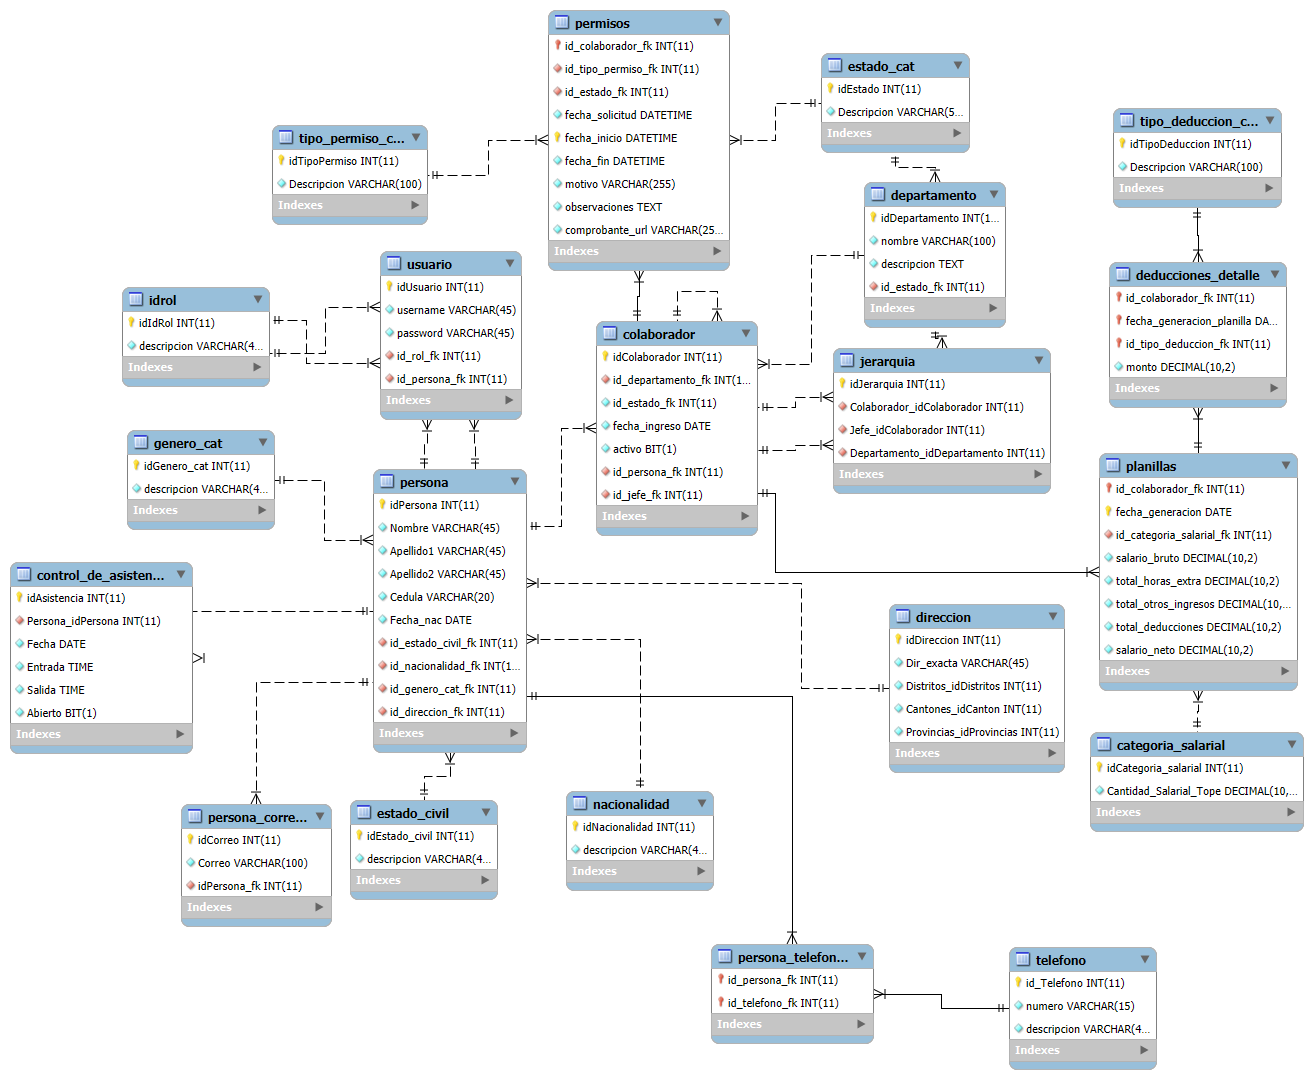 permisos
id_colaborador_fk INT(11)
id_tipo_permiso_fk INT(11)
id_estado_fk INT(11)
fecha_solicitud DATETIME
fecha_inicio DATETIME
fecha_fin DATETIME
motivo VARCHAR(255)
observaciones TEXT
comprobante_url VARCHAR(25...
Indexes
estado_cat
idEstado INT(11)
Descripcion VARCHAR(5...
Indexes
tipo_permiso_c...
idTipoPermiso INT(11)
Descripcion VARCHAR(100)
Indexes
tipo_deduccion_c...
idTipoDeduccion INT(11)
Descripcion VARCHAR(100)
Indexes
departamento
idDepartamento INT(1...
nombre VARCHAR(100)
descripcion TEXT
id_estado_fk INT(11)
Indexes
usuario
idUsuario INT(11)
username VARCHAR(45)
password VARCHAR(45)
id_rol_fk INT(11)
id_persona_fk INT(11)
Indexes
deducciones_detalle
id_colaborador_fk INT(11)
fecha_generacion_planilla DA...
id_tipo_deduccion_fk INT(11)
monto DECIMAL(10,2)
Indexes
idrol
idIdRol INT(11)
descripcion VARCHAR(4...
Indexes
colaborador
idColaborador INT(11)
id_departamento_fk INT(1...
id_estado_fk INT(11)
fecha_ingreso DATE
activo BIT(1)
id_persona_fk INT(11)
id_jefe_fk INT(11)
Indexes
jerarquia
idJerarquia INT(11)
Colaborador_idColaborador INT(11)
Jefe_idColaborador INT(11)
Departamento_idDepartamento INT(11)
Indexes
genero_cat
idGenero_cat INT(11)
descripcion VARCHAR(4...
Indexes
persona
idPersona INT(11)
Nombre VARCHAR(45)
Apellido1 VARCHAR(45)
Apellido2 VARCHAR(45)
Cedula VARCHAR(20)
Fecha_nac DATE
id_estado_civil_fk INT(11)
id_nacionalidad_fk INT(1...
id_genero_cat_fk INT(11)
id_direccion_fk INT(11)
Indexes
planillas
id_colaborador_fk INT(11)
fecha_generacion DATE
id_categoria_salarial_fk INT(11)
salario_bruto DECIMAL(10,2)
total_horas_extra DECIMAL(10,2)
total_otros_ingresos DECIMAL(10,...
total_deducciones DECIMAL(10,2)
salario_neto DECIMAL(10,2)
Indexes
control_de_asisten...
idAsistencia INT(11)
Persona_idPersona INT(11)
Fecha DATE
Entrada TIME
Salida TIME
Abierto BIT(1)
Indexes
direccion
idDireccion INT(11)
Dir_exacta VARCHAR(45)
Distritos_idDistritos INT(11)
Cantones_idCanton INT(11)
Provincias_idProvincias INT(11)
Indexes
categoria_salarial
idCategoria_salarial INT(11)
Cantidad_Salarial_Tope DECIMAL(10,...
Indexes
persona_corre...
idCorreo INT(11)
Correo VARCHAR(100)
idPersona_fk INT(11)
Indexes
estado_civil
idEstado_civil INT(11)
descripcion VARCHAR(4...
Indexes
nacionalidad
idNacionalidad INT(11)
descripcion VARCHAR(4...
Indexes
persona_telefon...
id_persona_fk INT(11)
id_telefono_fk INT(11)
Indexes
telefono
id_Telefono INT(11)
numero VARCHAR(15)
descripcion VARCHAR(4...
Indexes